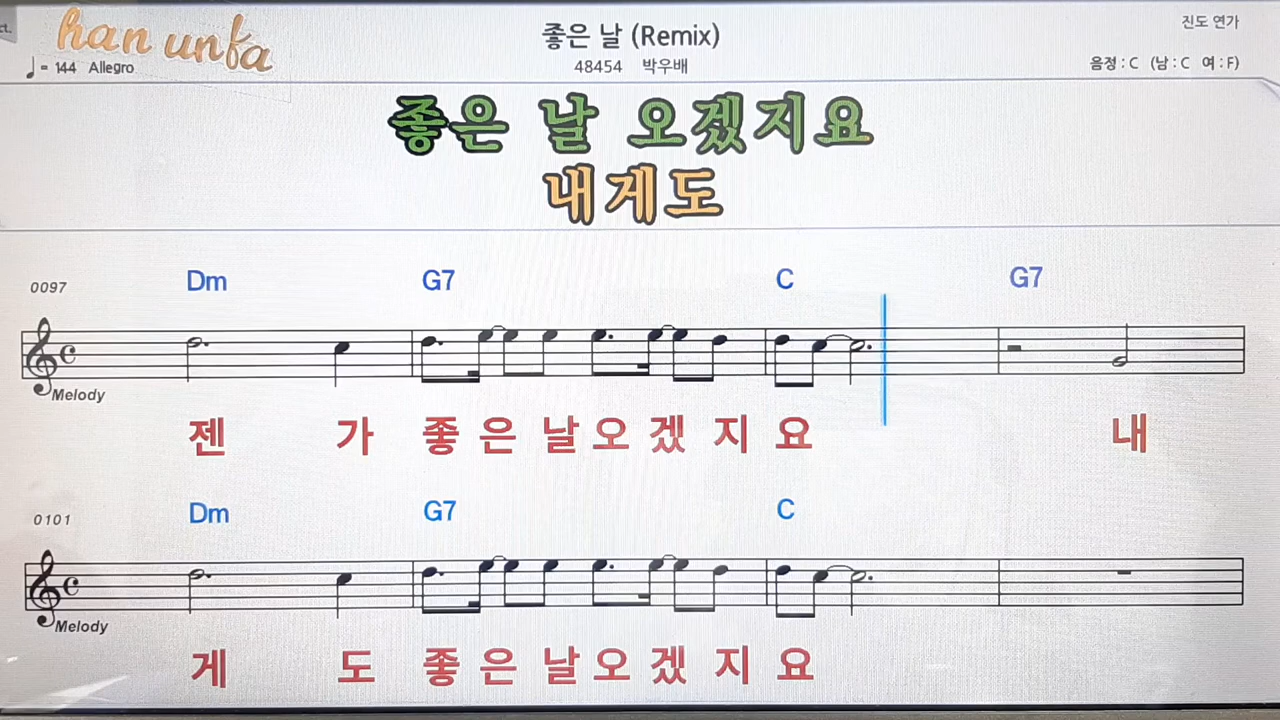 ct.
han unfa
좋은 날 (Remix)
진도 연가
♩= 144 Allegro
48454 박우배
음정 : C (남 : C 여 : F)
좋은 날 오겠지요
내게도
0097 Dm G7 C G7
Melody
젠 가 좋 은 날 오 겠 지 요 내
0101 Dm G7 C
Melody
게 도 좋 은 날 오 겠 지 요